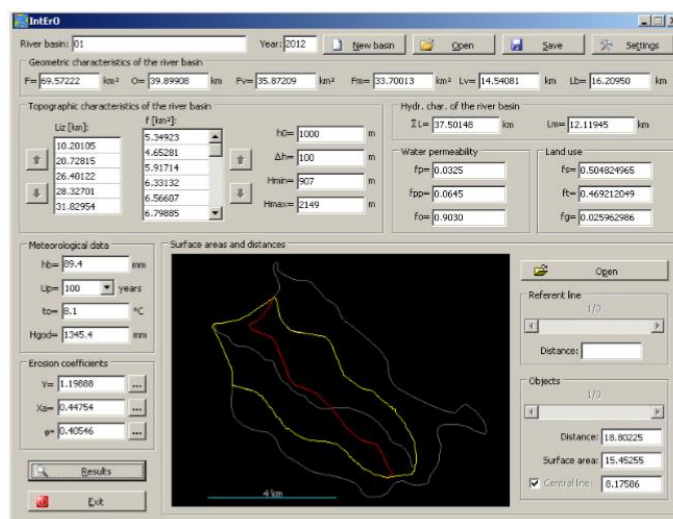 IntErO
River basin: 01 Year: 2012 New basin Open Save Settings
Geometric characteristics of the river basin
F= 69.57222 km² O= 39.89908 km Fv= 35.87209 km² Fm= 33.70013 km² Lv= 14.54081 km Lb= 16.20950 km
Topographic characteristics of the river basin
Liz [km]: f [km²]:
10.20105
20.72815
26.40122
28.32701
31.82954
5.34923
4.65281
5.91714
6.33132
6.56607
6.79885
h0= 1000 m
Δh= 100 m
Hmin= 907 m
Hmax= 2149 m
Hydr. char. of the river basin
ΣL= 37.50148 km Lm= 12.11945 km
Water permeability
fp= 0.0325
fpp= 0.0645
fo= 0.9030
Land use
fs= 0.504824965
ft= 0.469212049
fg= 0.025962986
Meteorological data
hb= 89.4 mm
Up= 100 years
to= 8.1 °C
Hgod= 1345.4 mm
Erosion coefficients
Y= 1.19888 ...
Xa= 0.44754 ...
φ= 0.40546 ...
Results
Exit
Surface areas and distances
4 km
Open
Referent line
1/0
Distance:
Objects
1/0
Distance: 18.80225
Surface area: 15.45255
Central line: 8.17586